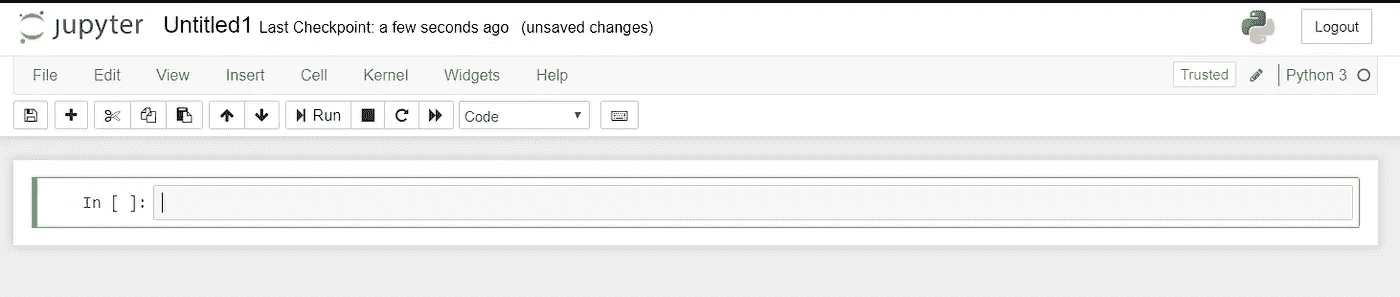 jupyter Untitled1 Last Checkpoint: a few seconds ago (unsaved changes) Logout
File Edit View Insert Cell Kernel Widgets Help Trusted Python 3
Run Code
In [ ]: